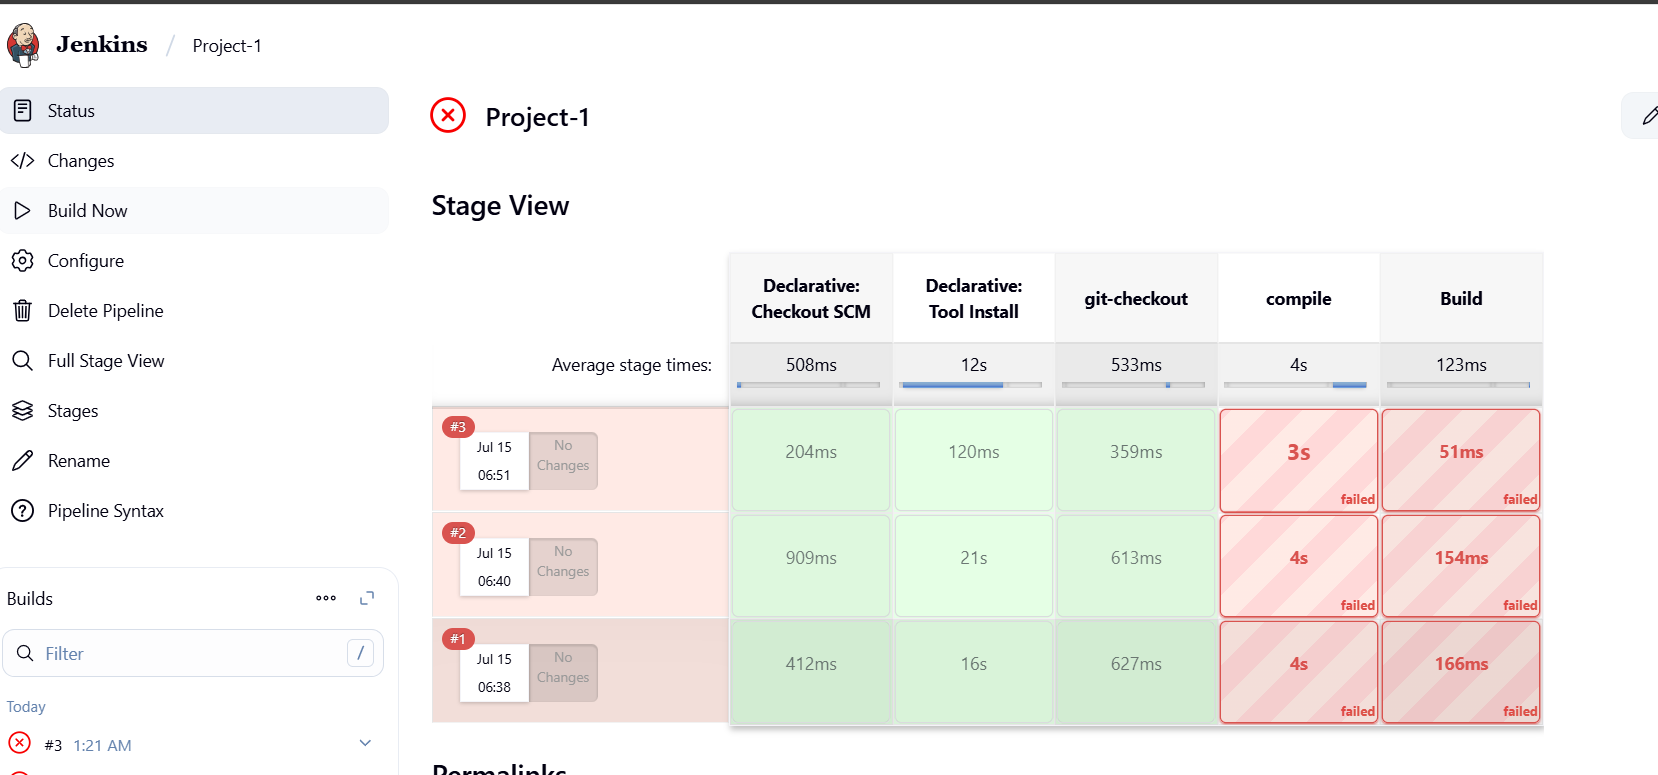 Jenkins / Project-1
Status
Changes
Build Now
Configure
Delete Pipeline
Full Stage View
Stages
Rename
Pipeline Syntax
Builds
Filter /
Today
#3 1:21 AM
Project-1
Stage View
Declarative: Checkout SCM
Declarative: Tool Install
git-checkout
compile
Build
Average stage times:
508ms
12s
533ms
4s
123ms
#3
Jul 15
06:51
No Changes
204ms
120ms
359ms
3s
failed
51ms
failed
#2
Jul 15
06:40
No Changes
909ms
21s
613ms
4s
failed
154ms
failed
#1
Jul 15
06:38
No Changes
412ms
16s
627ms
4s
failed
166ms
failed
Permalinks